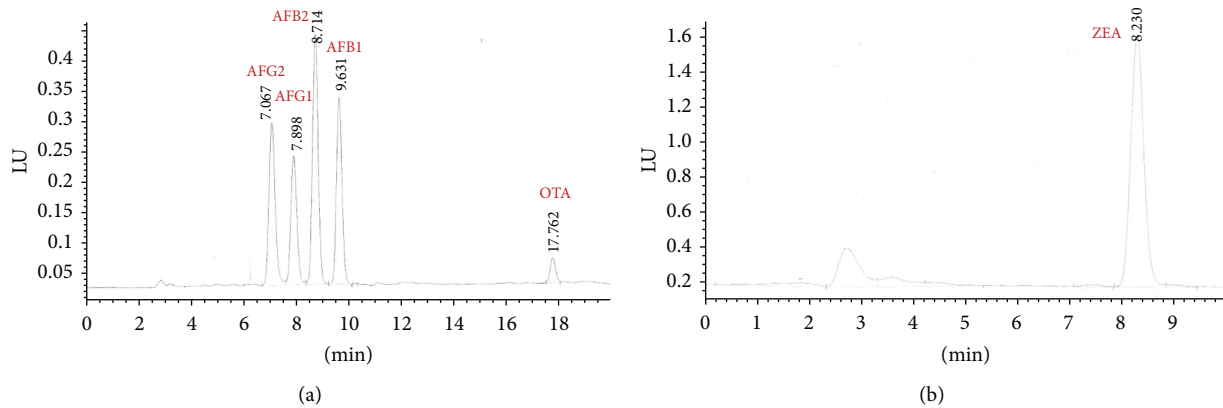 AFB2
8.714
AFB1
9.631
AFG2
7.067
AFG1
7.898
OTA
17.762
LU
0.4
0.35
0.3
0.25
0.2
0.15
0.1
0.05
0 2 4 6 8 10 12 14 16 18
(min)
(a)
ZEA
8.230
LU
1.6
1.4
1.2
1.0
0.8
0.6
0.4
0.2
0 1 2 3 4 5 6 7 8 9
(min)
(b)